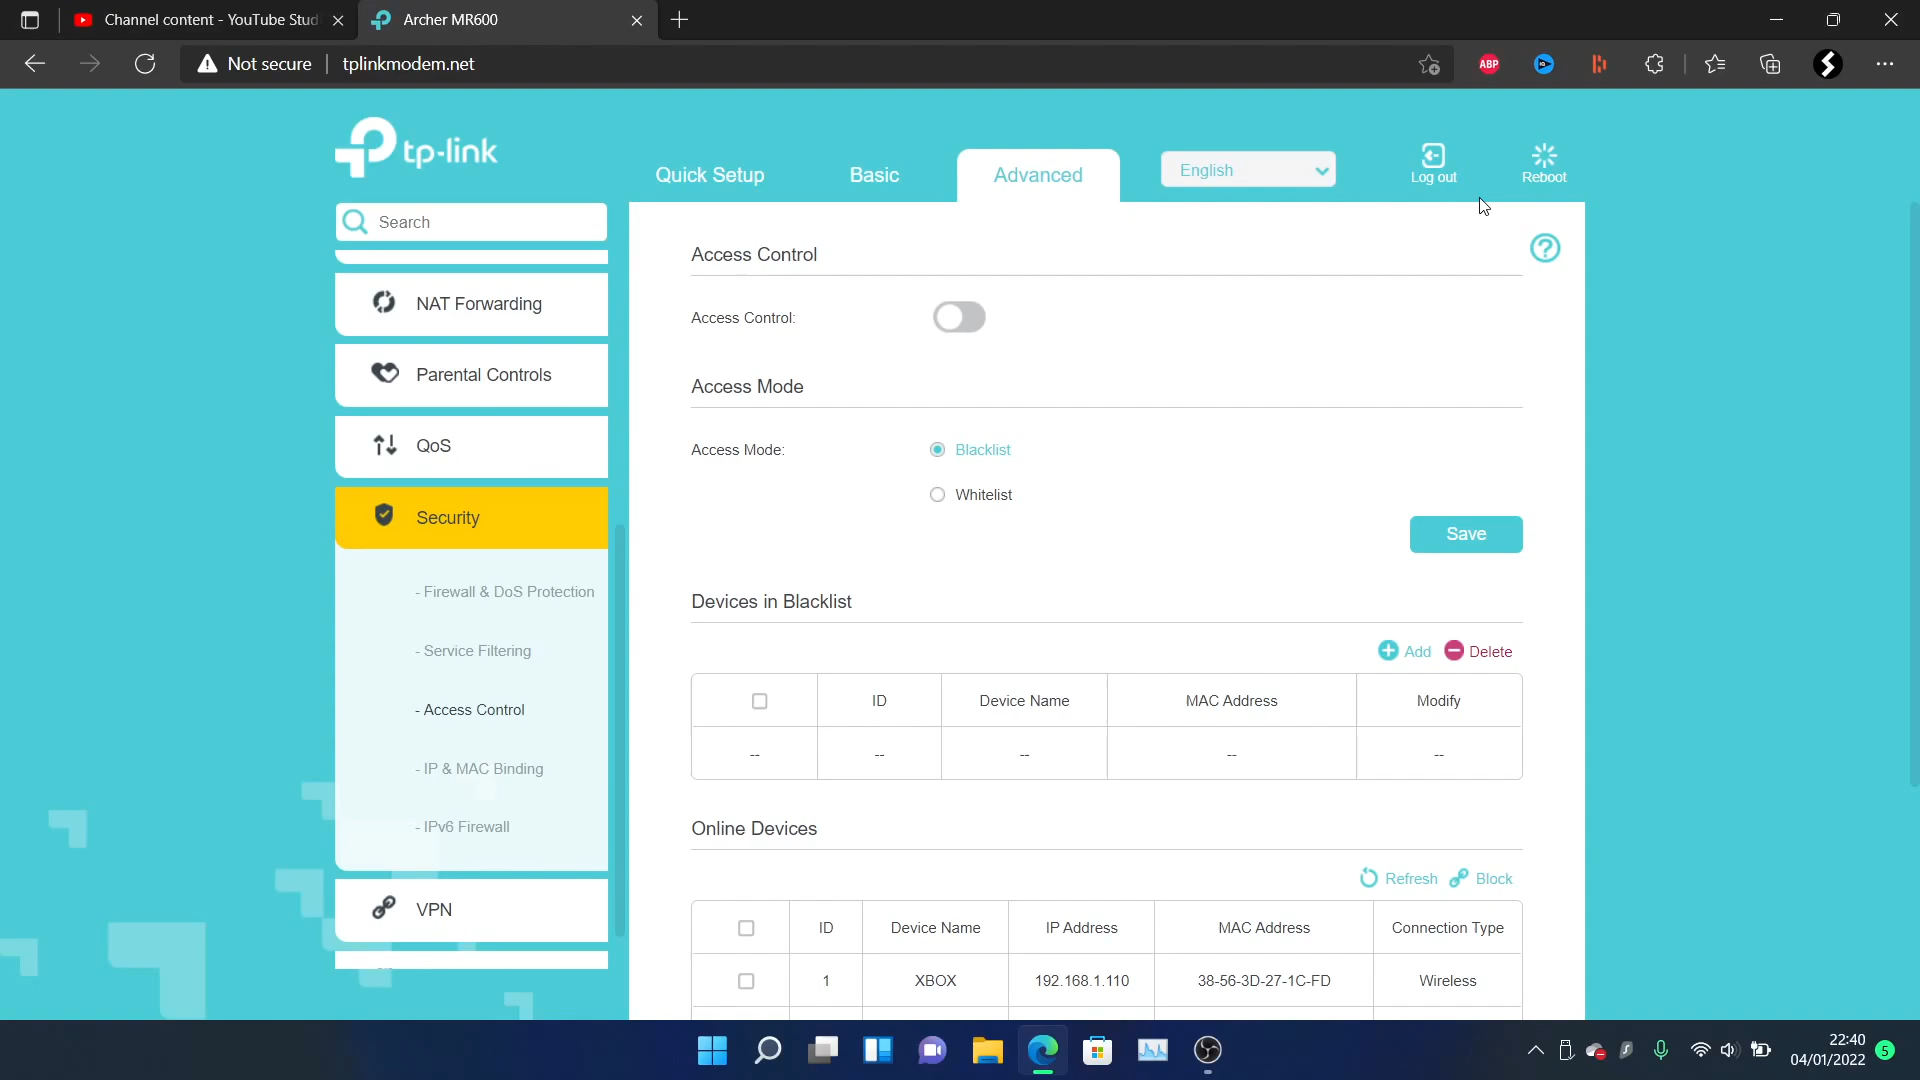 Channel content - YouTube Stud
Archer MR600
Not secure
tplinkmodem.net
ABP
tp-link
Quick Setup
Basic
Advanced
English
Log out
Reboot
Search
NAT Forwarding
Parental Controls
QoS
Security
- Firewall & DoS Protection
- Service Filtering
- Access Control
- IP & MAC Binding
- IPv6 Firewall
VPN
Access Control
Access Control:
Access Mode
Access Mode:
Blacklist
Whitelist
Save
Devices in Blacklist
Add
Delete
ID Device Name MAC Address Modify
-- -- -- -- --
Online Devices
Refresh
Block
ID Device Name IP Address MAC Address Connection Type
1 XBOX 192.168.1.110 38-56-3D-27-1C-FD Wireless
22:40
04/01/2022
5